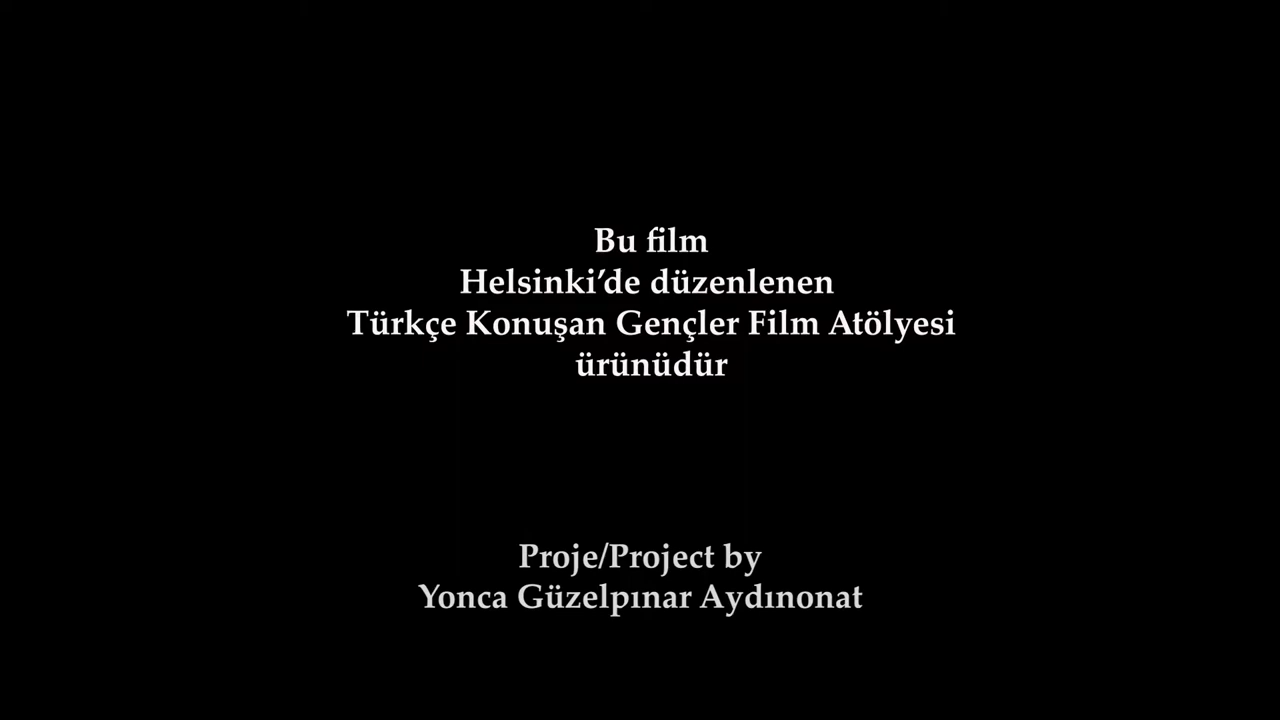 Bu film
Helsinki’de düzenlenen
Türkçe Konuşan Gençler Film Atölyesi
ürünüdür
Proje/Project by
Yonca Güzelpınar Aydınonat